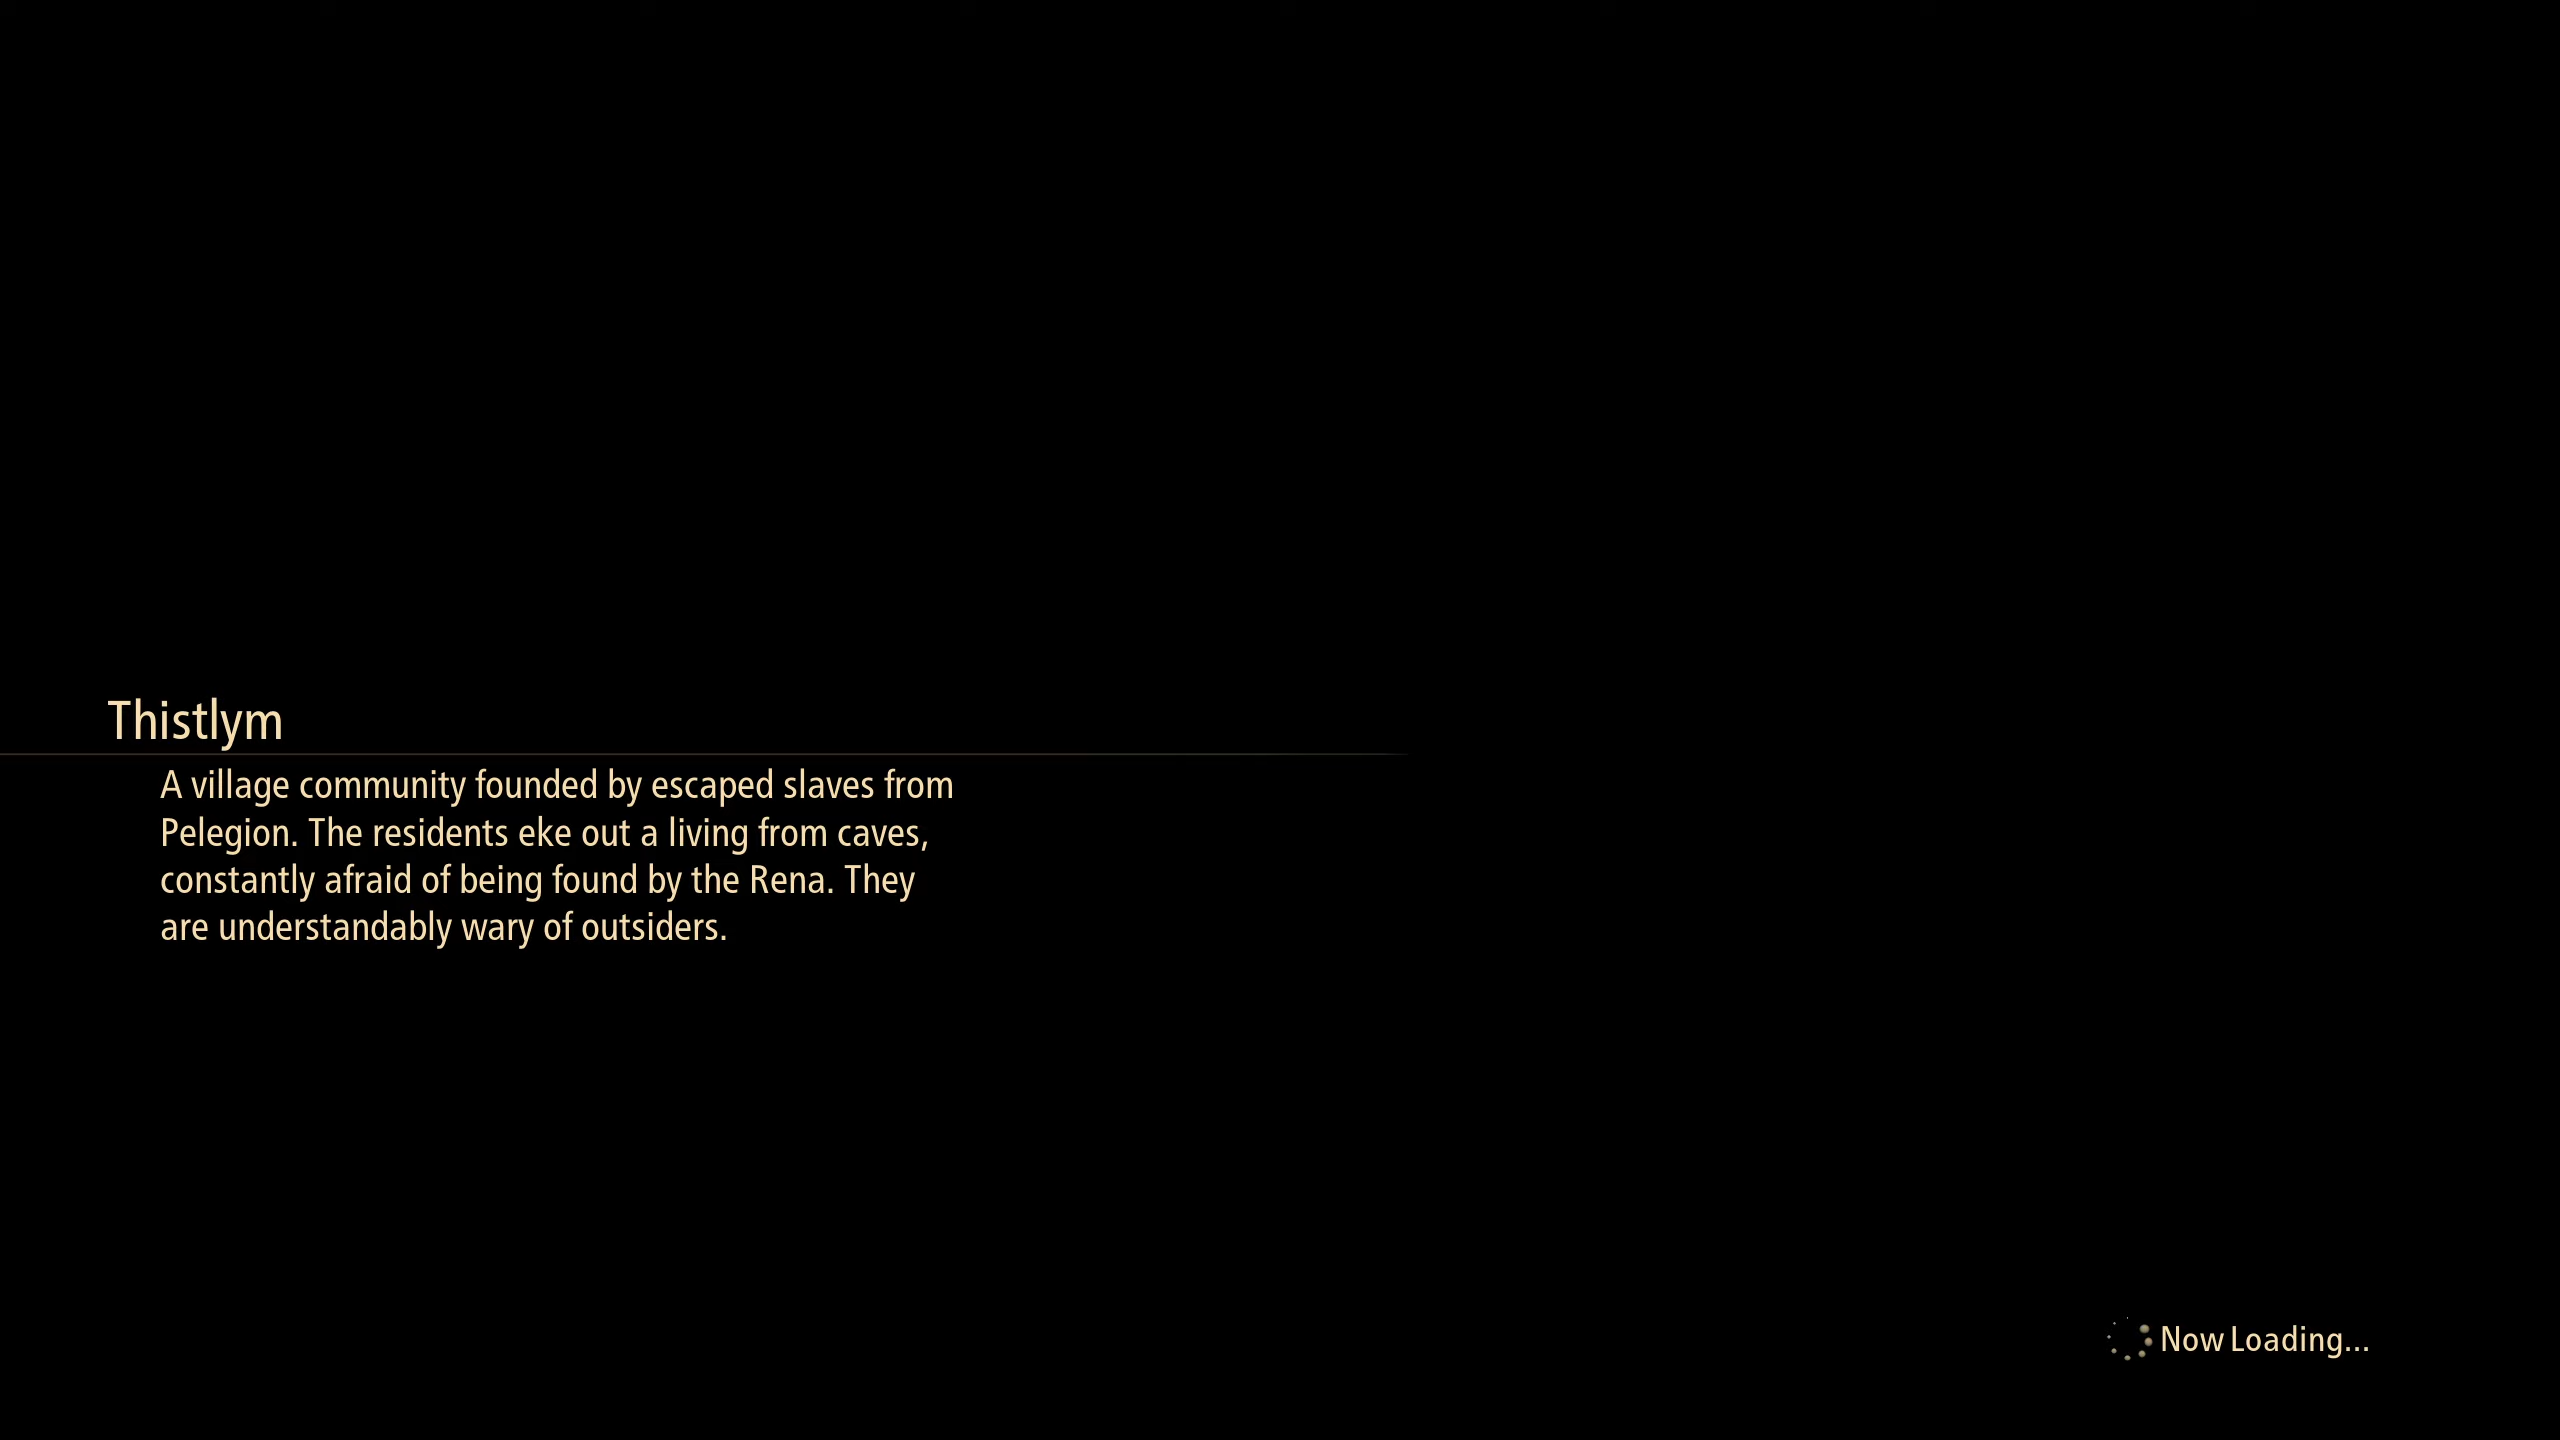 Thistlym
A village community founded by escaped slaves from
Pelegion. The residents eke out a living from caves,
constantly afraid of being found by the Rena. They
are understandably wary of outsiders.
Now Loading...